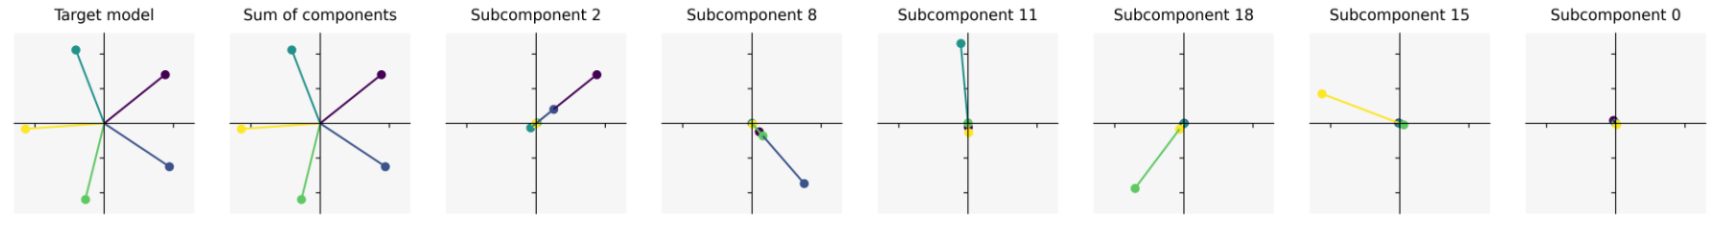 Target model
Sum of components
Subcomponent 2
Subcomponent 8
Subcomponent 11
Subcomponent 18
Subcomponent 15
Subcomponent 0